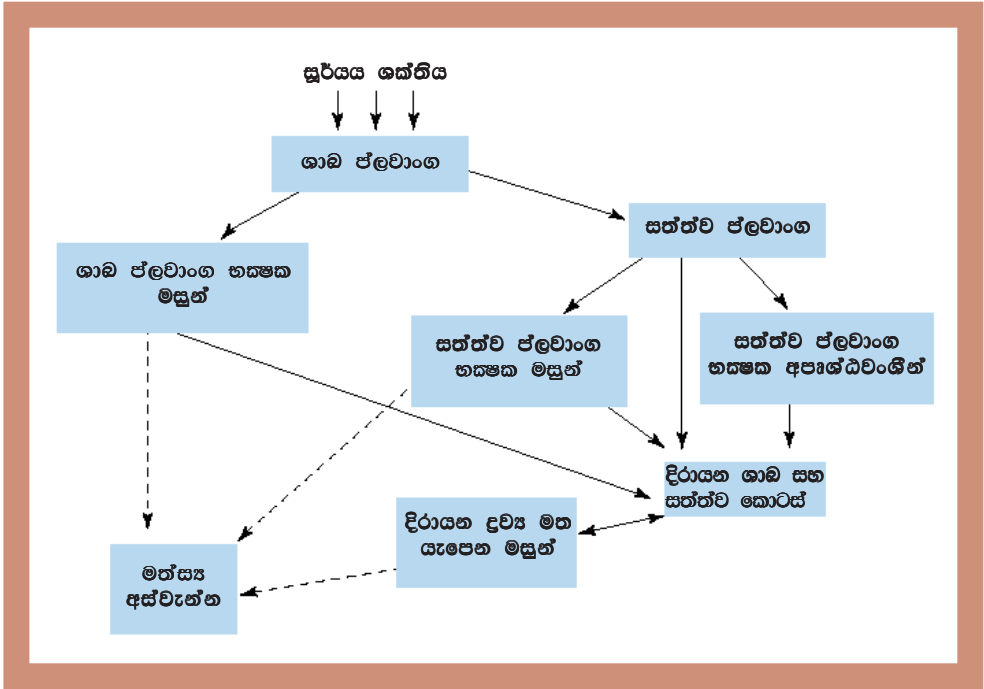 සූර්යය ශක්තිය
ශාඛ ප්ලවාංග
සත්ත්ව ප්ලවාංග
ශාඛ ප්ලවාංග භක්‍ෂක
මසුන්
සත්ත්ව ප්ලවාංග
භක්‍ෂක මසුන්
සත්ත්ව ප්ලවාංග
භක්‍ෂක අපෘශ්ඨවංශීන්
දිරායන ශාඛ සහ
සත්ත්ව කොටස්
දිරායන ද්‍රව්‍ය මත
යැපෙන මසුන්
මත්ස්‍ය
අස්වැන්න